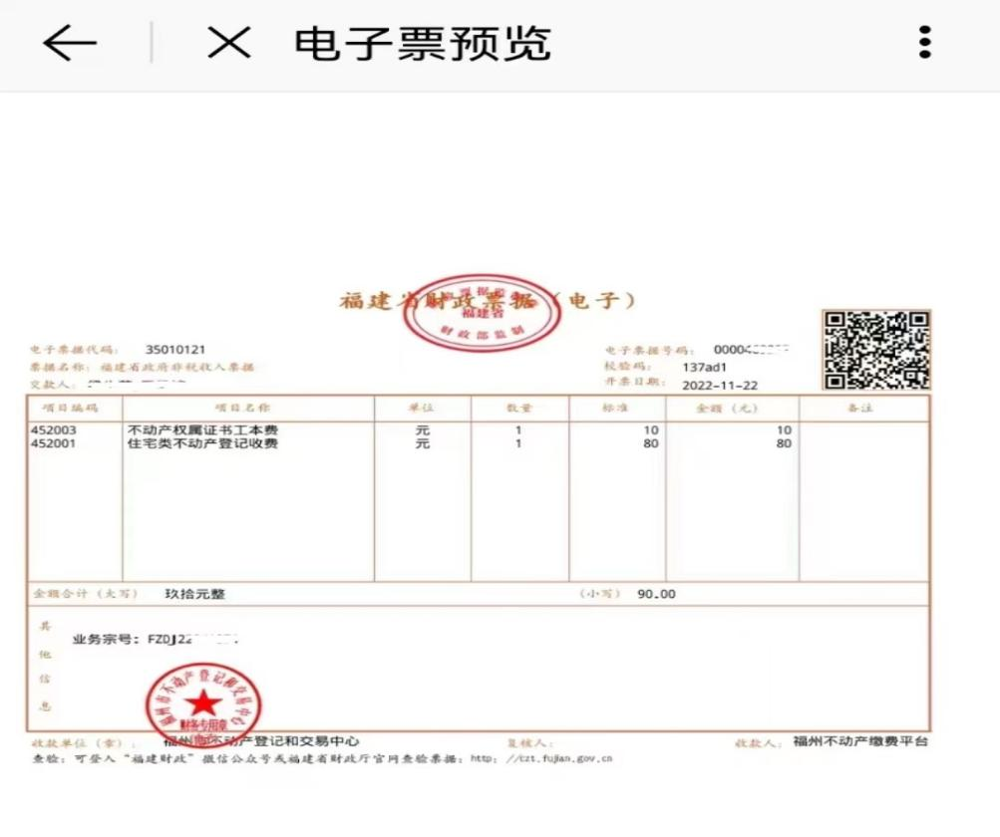 电子票预览
福建省财政票据（电子）
福建省
财政部监制
电子票据代码： 35010121
电子票据号码： 00004
票据名称：福建省政府非税收入票据
校验码： 137ad1
交款人：
开票日期： 2022-11-22
项目编码 项目名称 单位 数量 标准 金额（元） 备注
452003 不动产权属证书工本费 元 1 10 10
452001 住宅类不动产登记收费 元 1 80 80
金额合计（大写） 玖拾元整 （小写） 90.00
其他信息
业务宗号：FZDJ22
福州市不动产登记和交易中心
财务专用章
收款单位（章）： 福州市不动产登记和交易中心 复核人： 收款人： 福州不动产缴费平台
查验：可登入“福建财政”微信公众号或福建省财政厅官网查验票据：http：//czt.fujian.gov.cn